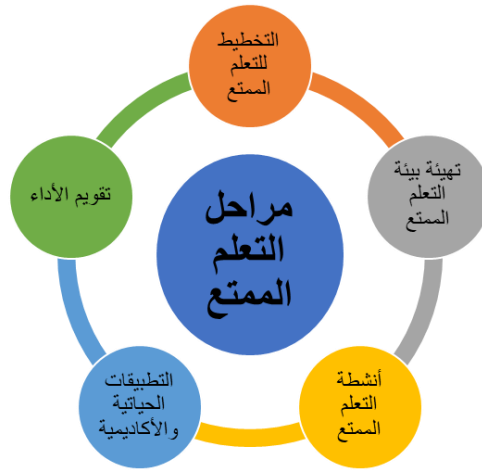 مراحل
التعلم
الممتع
التخطيط
للتعلم
الممتع
تهيئة بيئة
التعلم
الممتع
أنشطة
التعلم
الممتع
التطبيقات
الحياتية
والأكاديمية
تقويم الأداء